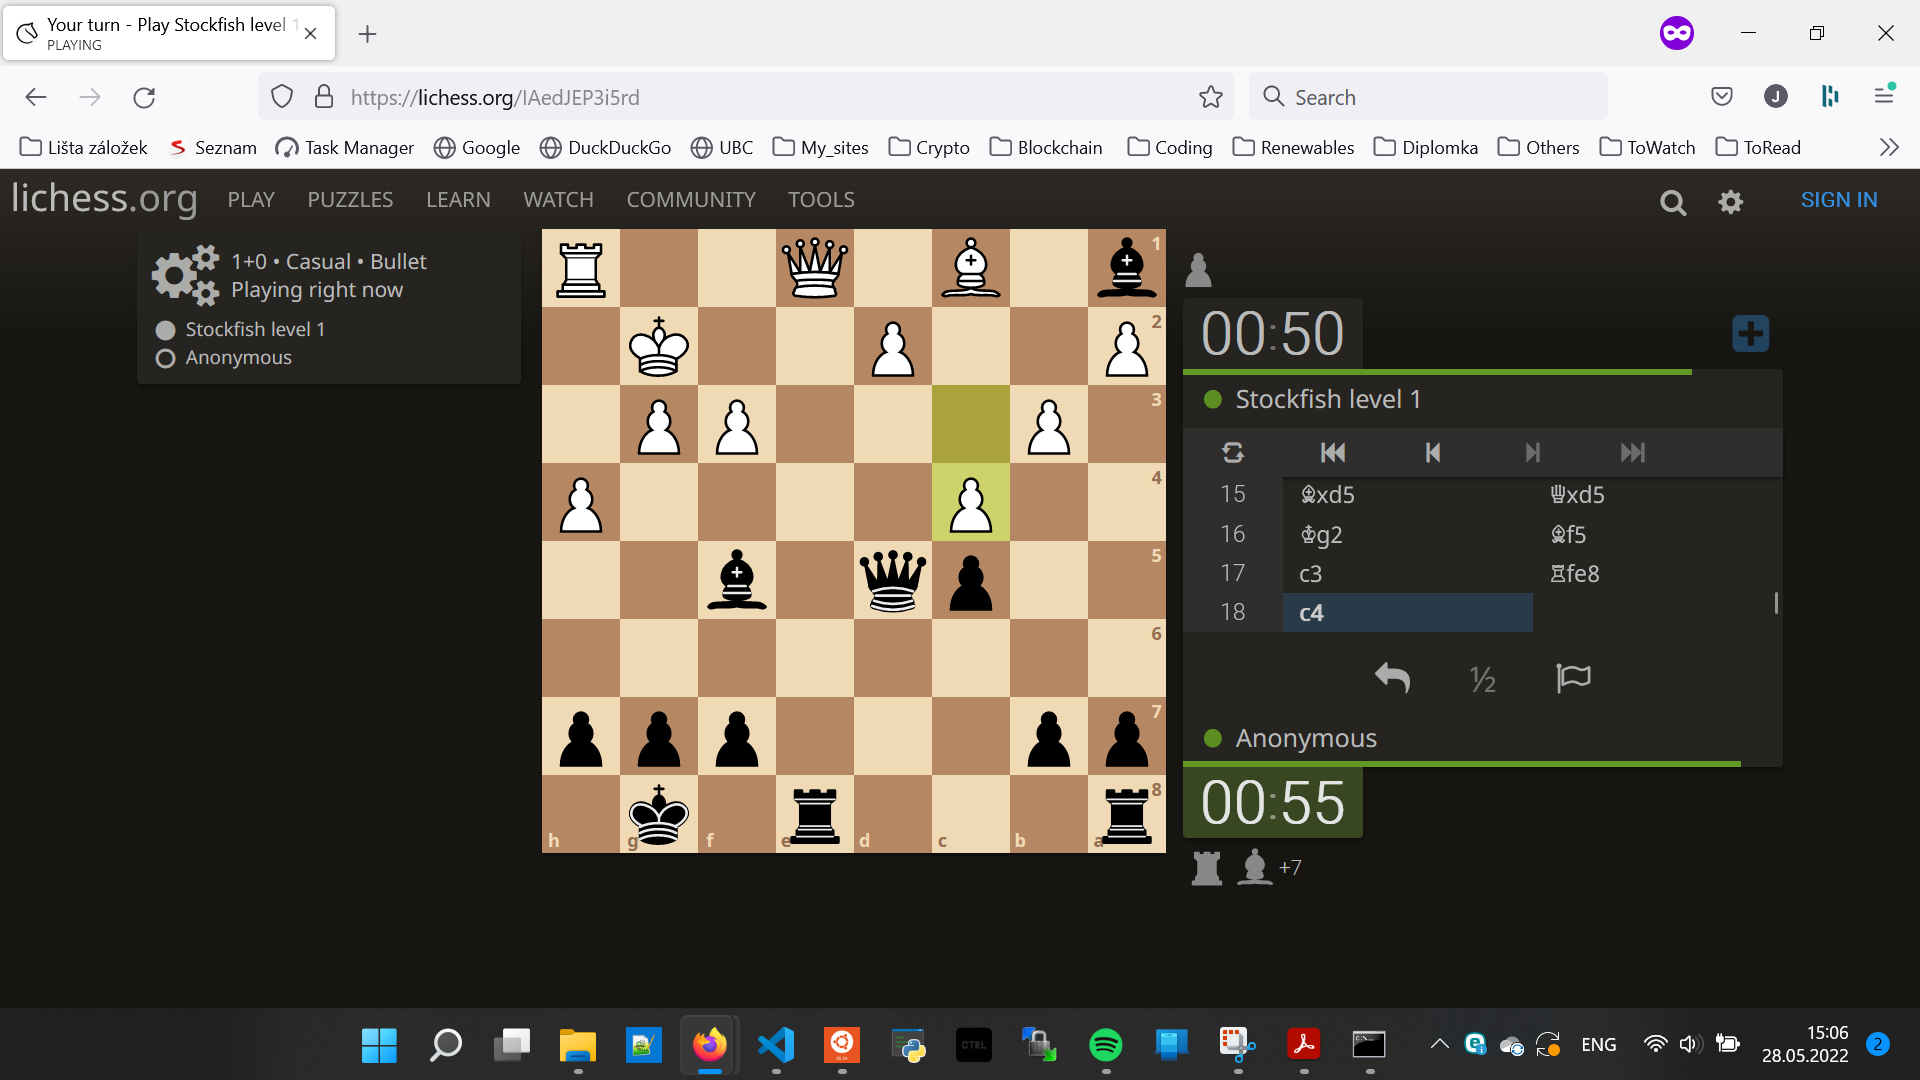 Your turn - Play Stockfish level 1
PLAYING
https://lichess.org/IAedJEP3i5rd
Search
J
Lišta záložek Seznam Task Manager Google DuckDuckGo UBC My_sites Crypto Blockchain Coding Renewables Diplomka Others ToWatch ToRead
lichess.org PLAY PUZZLES LEARN WATCH COMMUNITY TOOLS SIGN IN
1+0 • Casual • Bullet
Playing right now
Stockfish level 1
Anonymous
1
2
3
4
5
6
7
8
h g f e d c b a
00:50
Stockfish level 1
15 ♗xd5 ♕xd5
16 ♔g2 ♗f5
17 c3 ♖fe8
18 c4
½
Anonymous
00:55
+7
CTRL
ENG
15:06
28.05.2022
2